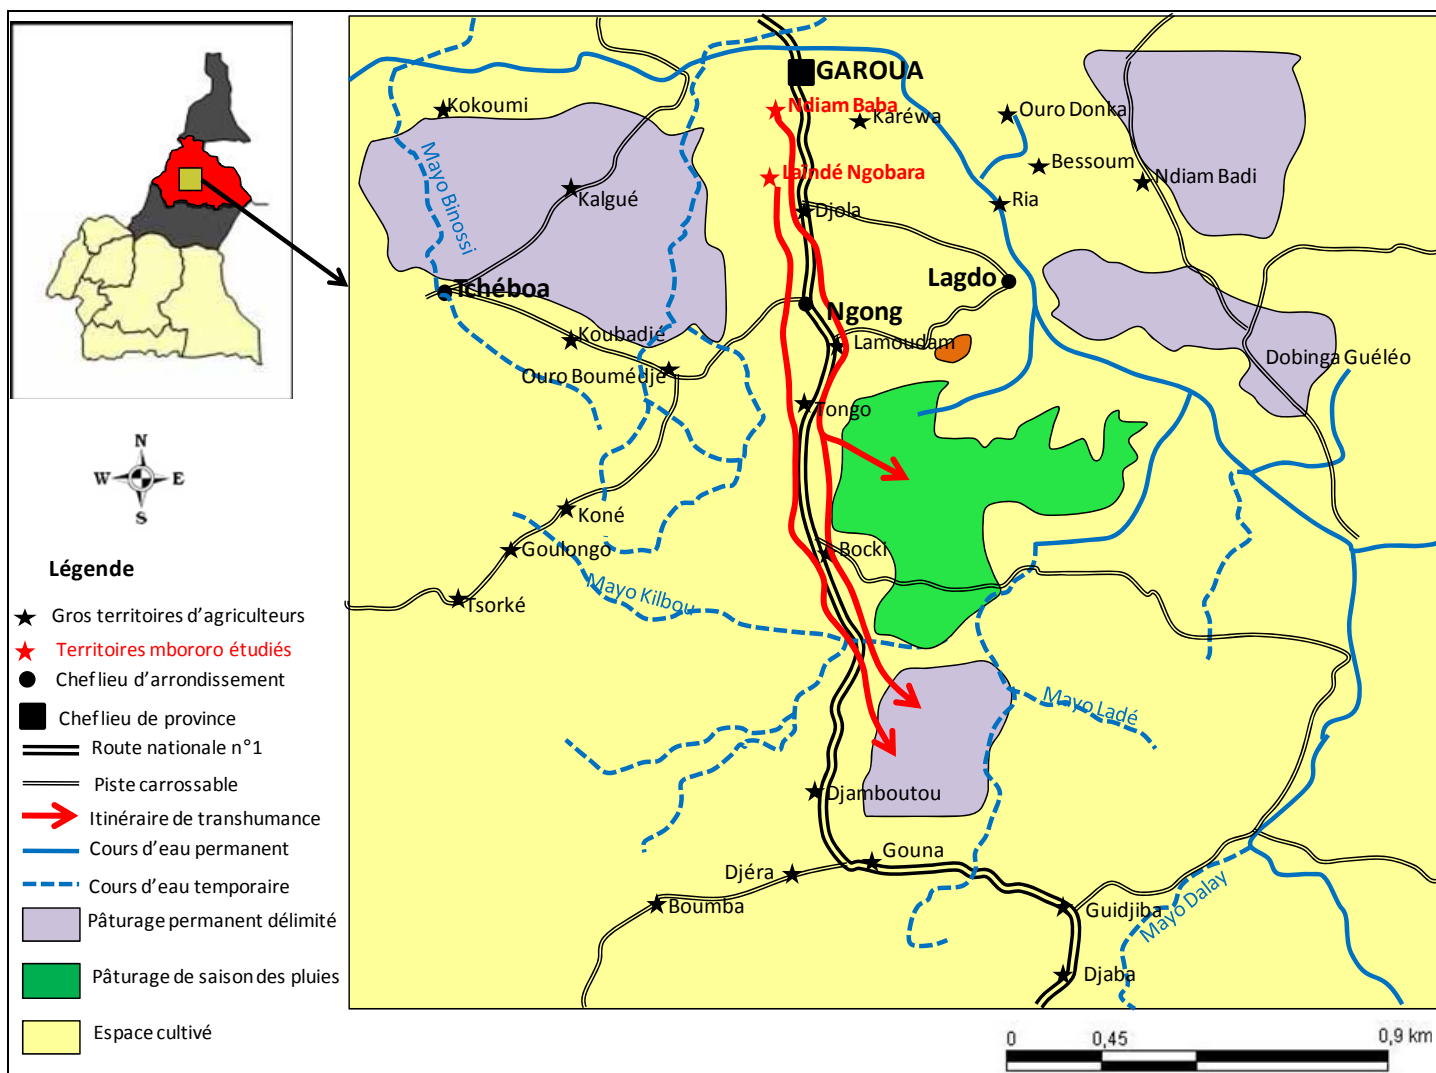 GAROUA
Ndiam Baba
Kokoumi
Karéwa
Ouro Donka
Mayo Binossi
Bessoum
Laïndé Ngobara
Ndiam Badi
Kalgué
Djola
Ria
Tchéboa
Lagdo
Ngong
Koubadjé
Lamoudam
Dobinga Guéléo
Ouro Boumédjé
Tongo
Koné
Goulongo
Bocki
Mayo Kilbou
Tsorké
Mayo Ladé
Djamboutou
Gouna
Djéra
Boumba
Guidjiba
Mayo Dalay
Djaba
N
W E
S
Légende
Gros territoires d'agriculteurs
Territoires mbororo étudiés
Chef lieu d'arrondissement
Chef lieu de province
Route nationale n°1
Piste carrossable
Itinéraire de transhumance
Cours d'eau permanent
Cours d'eau temporaire
Pâturage permanent délimité
Pâturage de saison des pluies
Espace cultivé
0 0,45 0,9 km